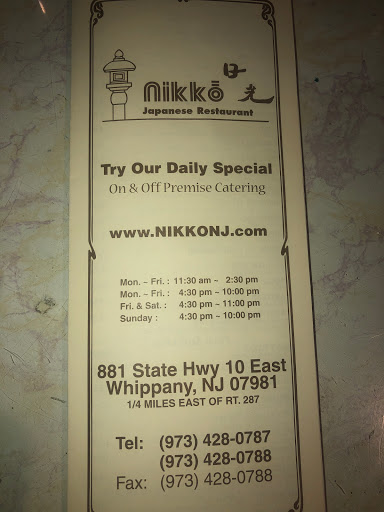 nikkō 日光
Japanese Restaurant
Try Our Daily Special
On & Off Premise Catering
www.NIKKONJ.com
Mon. ~ Fri. : 11:30 am ~ 2:30 pm
Mon. ~ Fri. : 4:30 pm ~ 10:00 pm
Fri. & Sat. : 4:30 pm ~ 11:00 pm
Sunday : 4:30 pm ~ 10:00 pm
881 State Hwy 10 East
Whippany, NJ 07981
1/4 MILES EAST OF RT. 287
Tel: (973) 428-0787
(973) 428-0788
Fax: (973) 428-0788